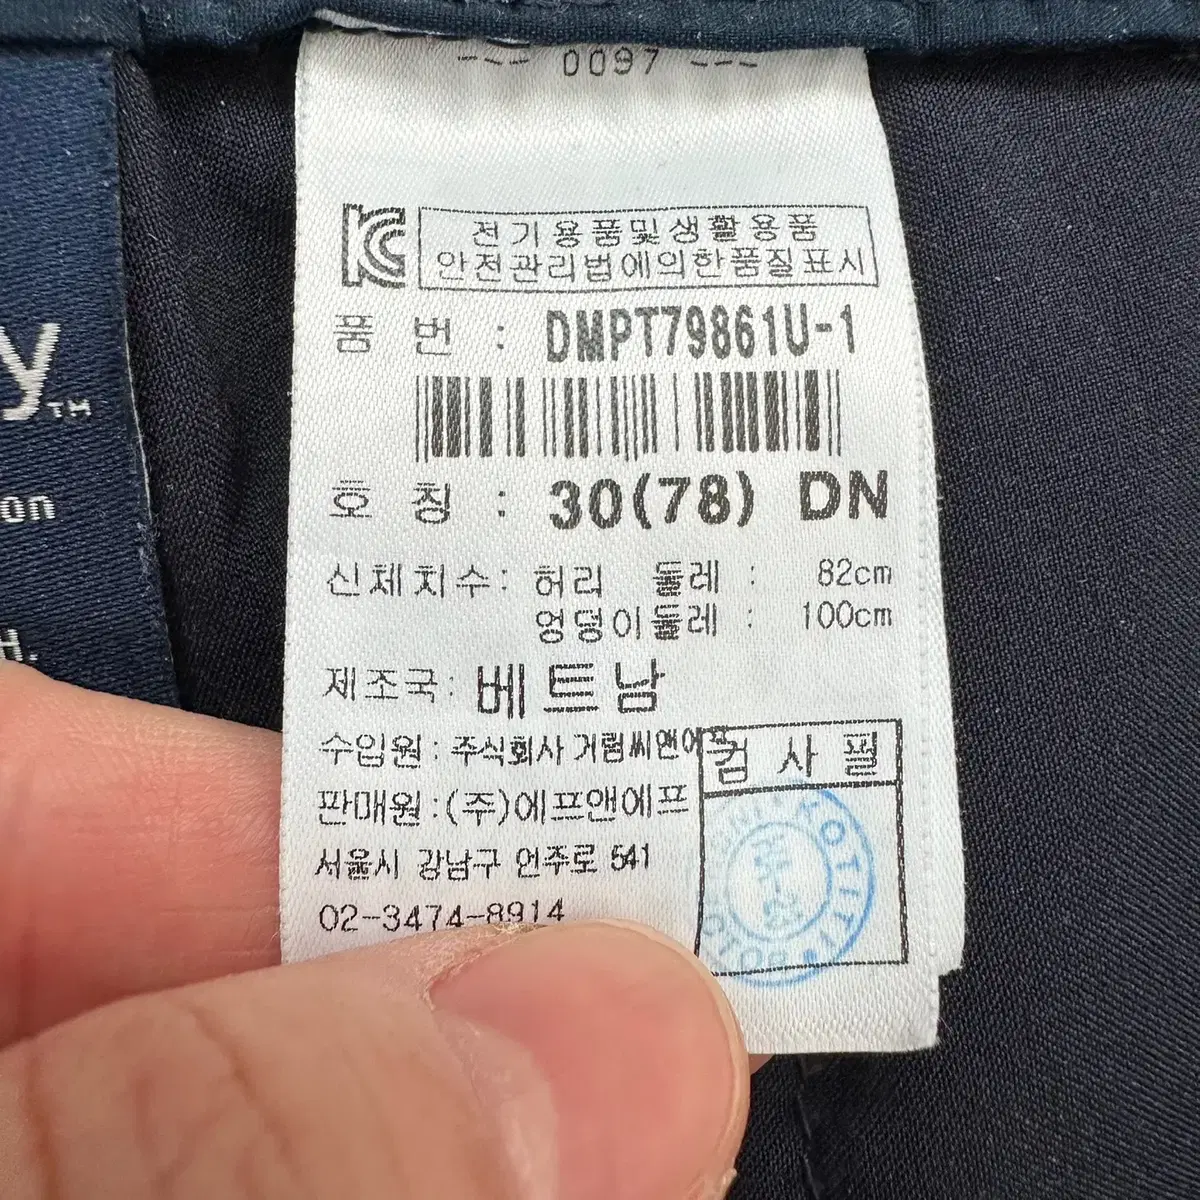 --- 0097 ---
KC 전기용품및생활용품
안전관리법에의한품질표시
품 번 : DMPT79861U-1
호 칭 : 30(78) DN
신체치수: 허리 둘레 : 82cm
엉덩이둘레 : 100cm
제조국: 베트남
수입원: 주식회사 거림씨앤에프
판매원:(주)에프앤에프
서울시 강남구 언주로 541
02-3474-8914
검 사 필
y™
on
H.